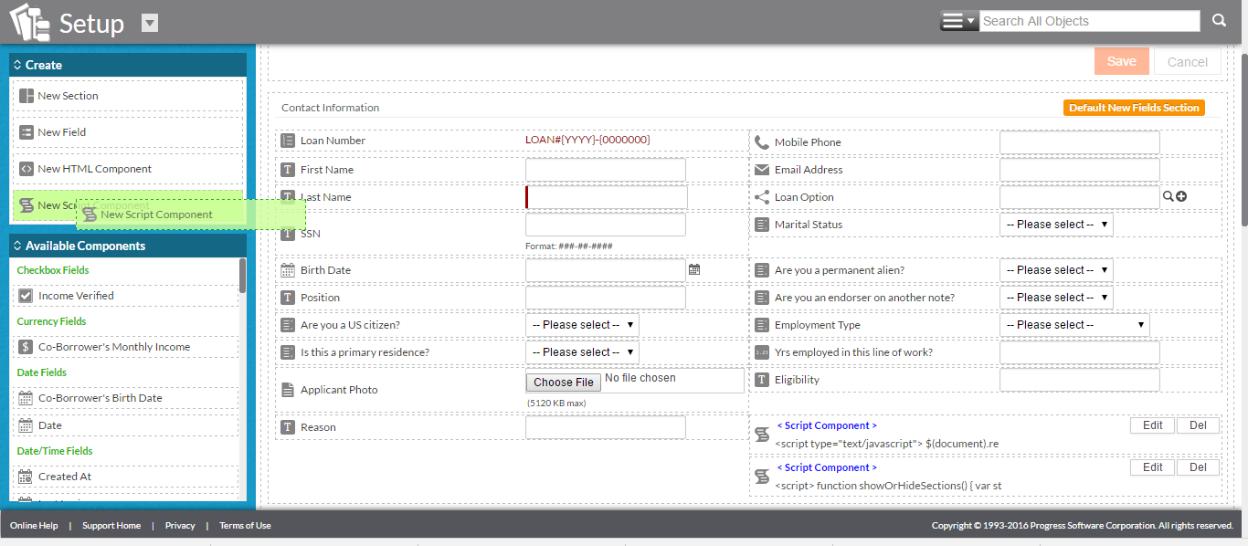 Setup
Search All Objects
Create
New Section
New Field
New HTML Component
New Script Component
New Script Component
Available Components
Checkbox Fields
Income Verified
Currency Fields
Co-Borrower's Monthly Income
Date Fields
Co-Borrower's Birth Date
Date
Date/Time Fields
Created At
Save Cancel
Contact Information
Default New Fields Section
Loan Number LOAN#{YYYY}-{0000000}
First Name
Last Name
SSN
Format: ###-##-####
Birth Date
Position
Are you a US citizen? -- Please select --
Is this a primary residence? -- Please select --
Applicant Photo Choose File No file chosen
(5120 KB max)
Reason
Mobile Phone
Email Address
Loan Option
Marital Status -- Please select --
Are you a permanent alien? -- Please select --
Are you an endorser on another note? -- Please select --
Employment Type -- Please select --
Yrs employed in this line of work?
Eligibility
< Script Component > Edit Del
<script type="text/javascript"> $(document).re
< Script Component > Edit Del
<script> function showOrHideSections() { var st
Online Help | Support Home | Privacy | Terms of Use
Copyright © 1993-2016 Progress Software Corporation. All rights reserved.